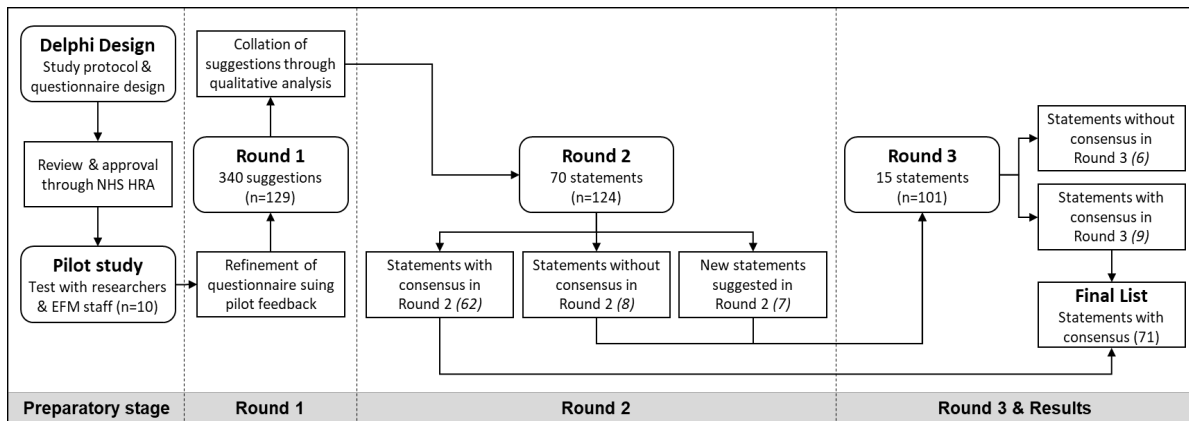 Delphi Design
Study protocol &
questionnaire design
Review & approval
through NHS HRA
Pilot study
Test with researchers
& EFM staff (n=10)
Collation of
suggestions through
qualitative analysis
Round 1
340 suggestions
(n=129)
Refinement of
questionnaire suing
pilot feedback
Round 2
70 statements
(n=124)
Statements with
consensus in
Round 2 (62)
Statements without
consensus in
Round 2 (8)
New statements
suggested in
Round 2 (7)
Round 3
15 statements
(n=101)
Statements without
consensus in
Round 3 (6)
Statements with
consensus in
Round 3 (9)
Final List
Statements with
consensus (71)
Preparatory stage
Round 1
Round 2
Round 3 & Results